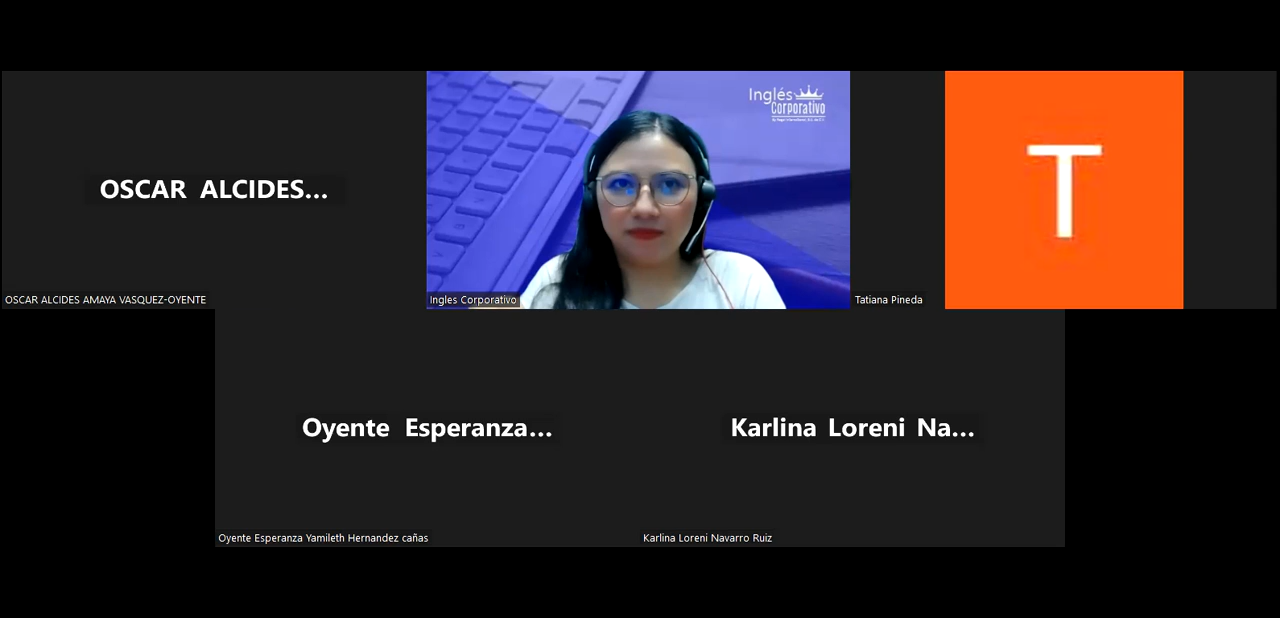 OSCAR ALCIDES...
OSCAR ALCIDES AMAYA VASQUEZ-OYENTE
Inglés
Corporativo
Ingles Corporativo
T
Tatiana Pineda
Oyente Esperanza...
Oyente Esperanza Yamileth Hernandez cañas
Karlina Loreni Na...
Karlina Loreni Navarro Ruiz